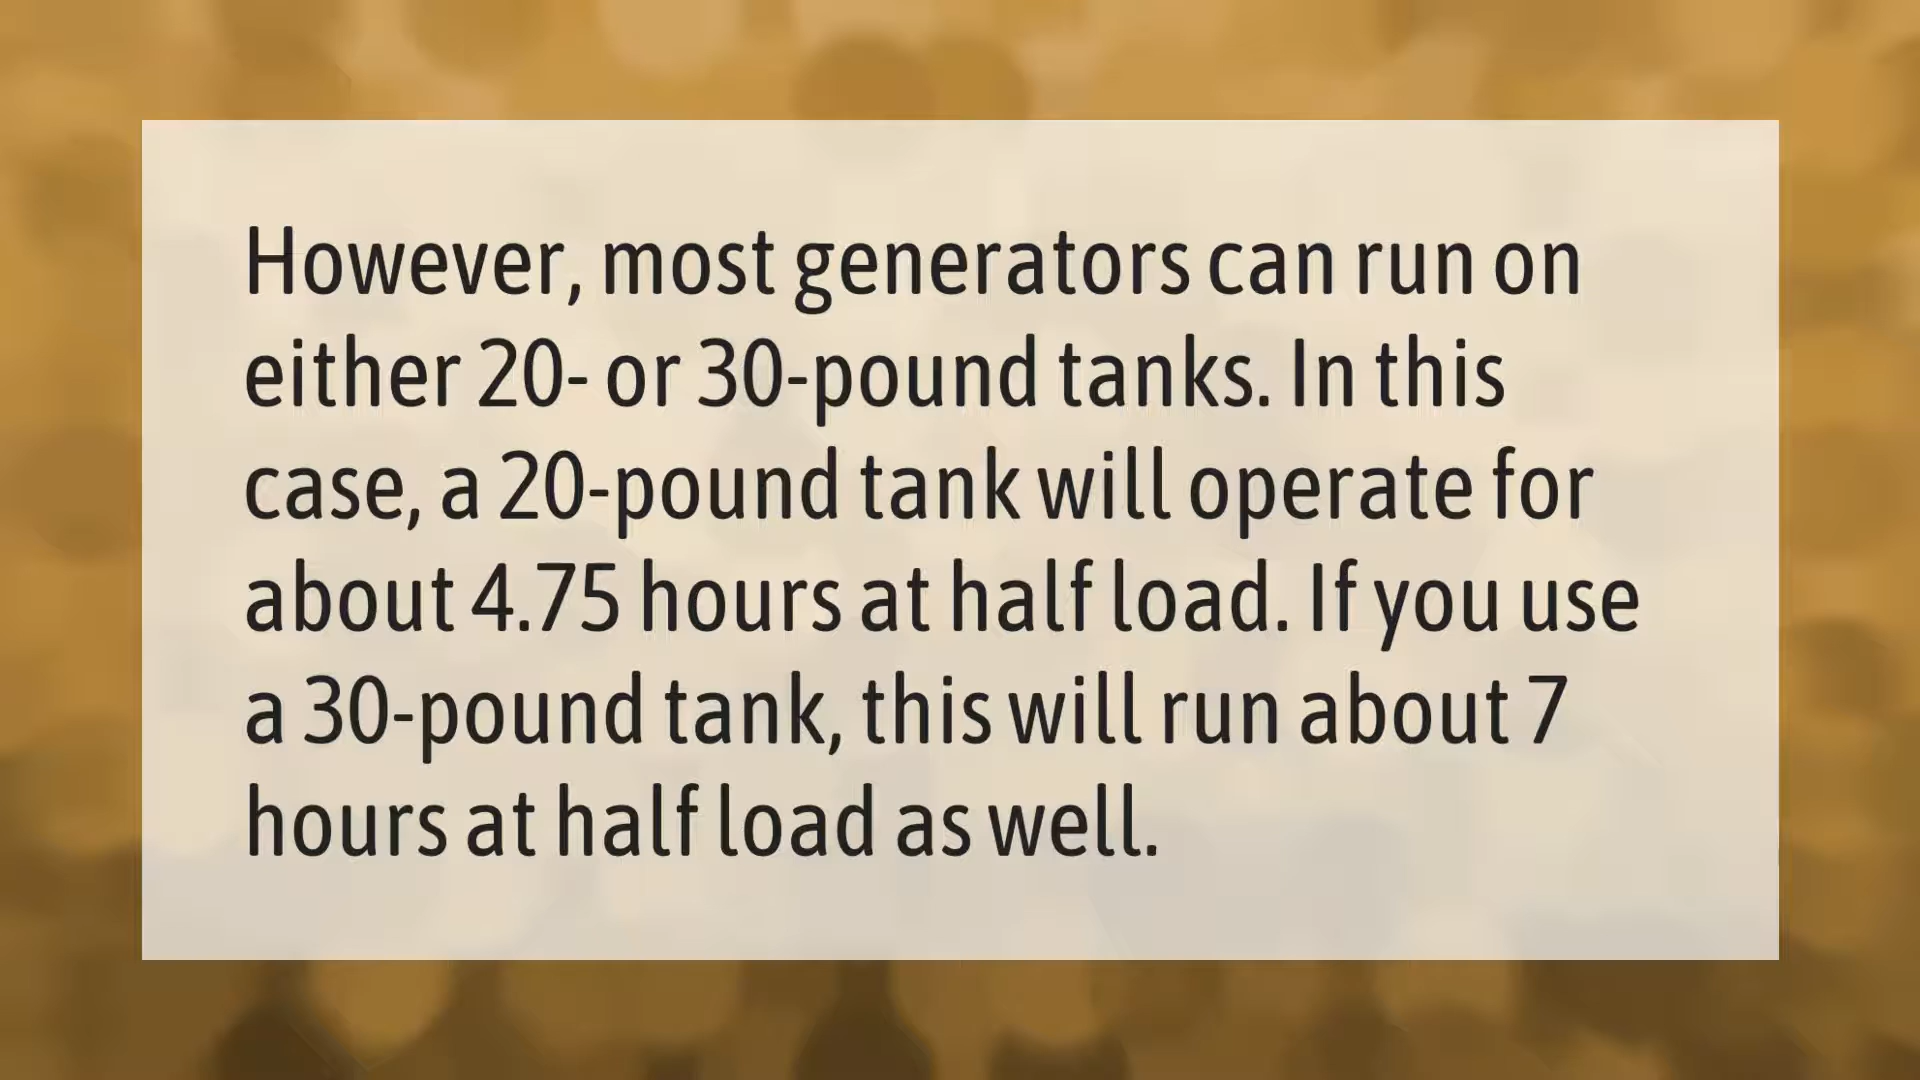 However, most generators can run on
either 20- or 30-pound tanks. In this
case, a 20-pound tank will operate for
about 4.75 hours at half load. If you use
a 30-pound tank, this will run about 7
hours at half load as well.